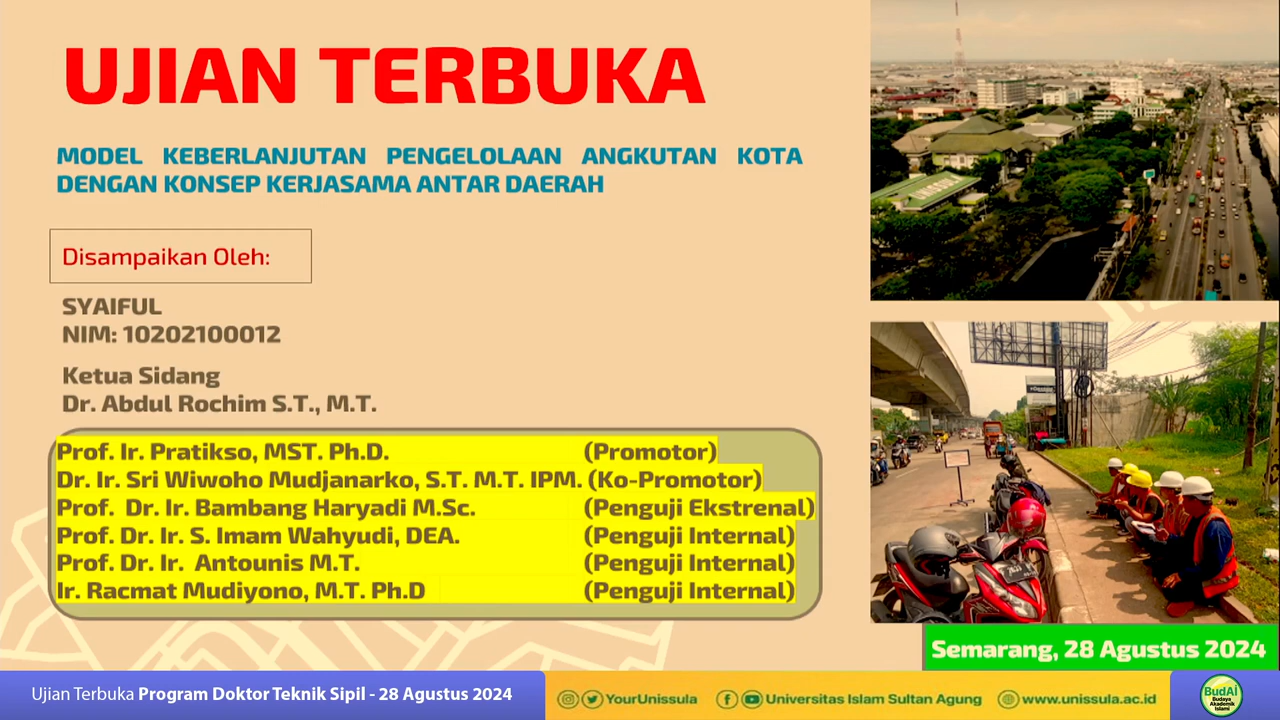 UJIAN TERBUKA
MODEL KEBERLANJUTAN PENGELOLAAN ANGKUTAN KOTA
DENGAN KONSEP KERJASAMA ANTAR DAERAH
Disampaikan Oleh:
SYAIFUL
NIM: 10202100012
Ketua Sidang
Dr. Abdul Rochim S.T., M.T.
Prof. Ir. Pratikso, MST. Ph.D. (Promotor)
Dr. Ir. Sri Wiwoho Mudjanarko, S.T. M.T. IPM. (Ko-Promotor)
Prof. Dr. Ir. Bambang Haryadi M.Sc. (Penguji Ekstrenal)
Prof. Dr. Ir. S. Imam Wahyudi, DEA. (Penguji Internal)
Prof. Dr. Ir. Antounis M.T. (Penguji Internal)
Ir. Racmat Mudiyono, M.T. Ph.D (Penguji Internal)
Semarang, 28 Agustus 2024
Ujian Terbuka Program Doktor Teknik Sipil - 28 Agustus 2024
YourUnissula
Universitas Islam Sultan Agung
www.unissula.ac.id
BudAI
Budaya
Akademik
Islami